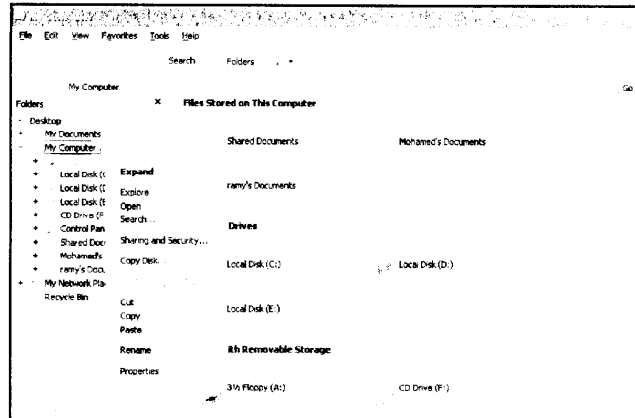 File Edit View Favorites Tools Help
Search Folders
My Computer Go
Folders × Files Stored on This Computer
Desktop
My Documents
Shared Documents Mohamed's Documents
My Computer
Local Disk (C Expand
Local Disk (
Explore ramy's Documents
Local Disk (E Open
CD Drive (F Search...
Control Pan Drives
Shared Docu Sharing and Security...
Mohamed's
Copy Disk... Local Disk (C:) Local Disk (D:)
ramy's Docu
My Network Pla
Recycle Bin
Cut
Local Disk (E:)
Copy
Paste
Rename ith Removable Storage
Properties
3½ Floppy (A:) CD Drive (F:)